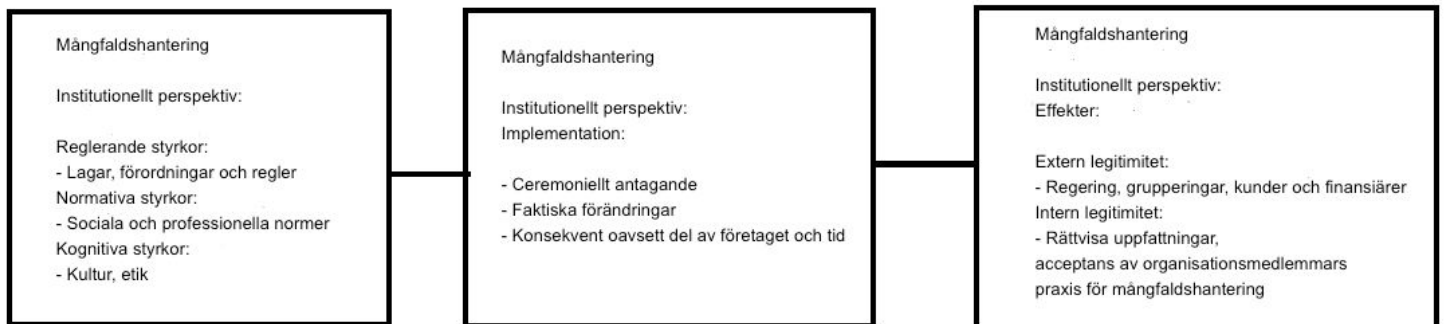 Mångfaldshantering
Institutionellt perspektiv:
Reglerande styrkor:
- Lagar, förordningar och regler
Normativa styrkor:
- Sociala och professionella normer
Kognitiva styrkor:
- Kultur, etik
Mångfaldshantering
Institutionellt perspektiv:
Implementation:
- Ceremoniellt antagande
- Faktiska förändringar
- Konsekvent oavsett del av företaget och tid
Mångfaldshantering
Institutionellt perspektiv:
Effekter:
Extern legitimitet:
- Regering, grupperingar, kunder och finansiärer
Intern legitimitet:
- Rättvisa uppfattningar,
acceptans av organisationsmedlemmars
praxis för mångfaldshantering